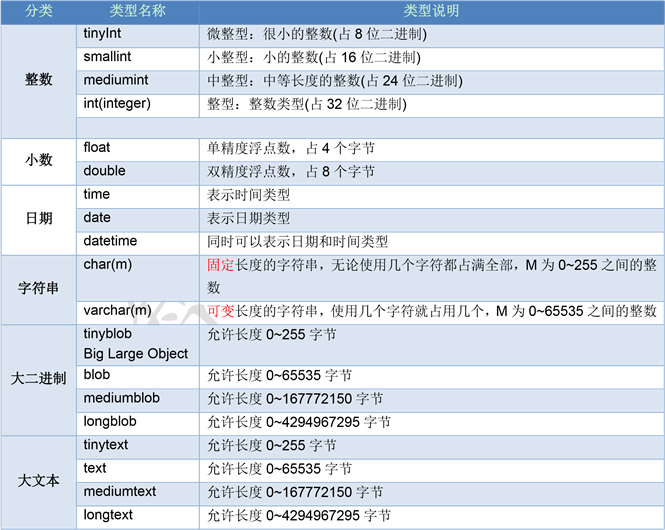 分类 类型名称 类型说明
整数 tinyInt 微整型：很小的整数(占 8 位二进制)
smallint 小整型：小的整数(占 16 位二进制)
mediumint 中整型：中等长度的整数(占 24 位二进制)
int(integer) 整型：整数类型(占 32 位二进制)
小数 float 单精度浮点数，占 4 个字节
double 双精度浮点数，占 8 个字节
日期 time 表示时间类型
date 表示日期类型
datetime 同时可以表示日期和时间类型
字符串 char(m) 固定长度的字符串，无论使用几个字符都占满全部，M 为 0~255 之间的整
数
varchar(m) 可变长度的字符串，使用几个字符就占用几个，M 为 0~65535 之间的整数
大二进制 tinyblob 允许长度 0~255 字节
Big Large Object
blob 允许长度 0~65535 字节
mediumblob 允许长度 0~167772150 字节
longblob 允许长度 0~4294967295 字节
大文本 tinytext 允许长度 0~255 字节
text 允许长度 0~65535 字节
mediumtext 允许长度 0~167772150 字节
longtext 允许长度 0~4294967295 字节